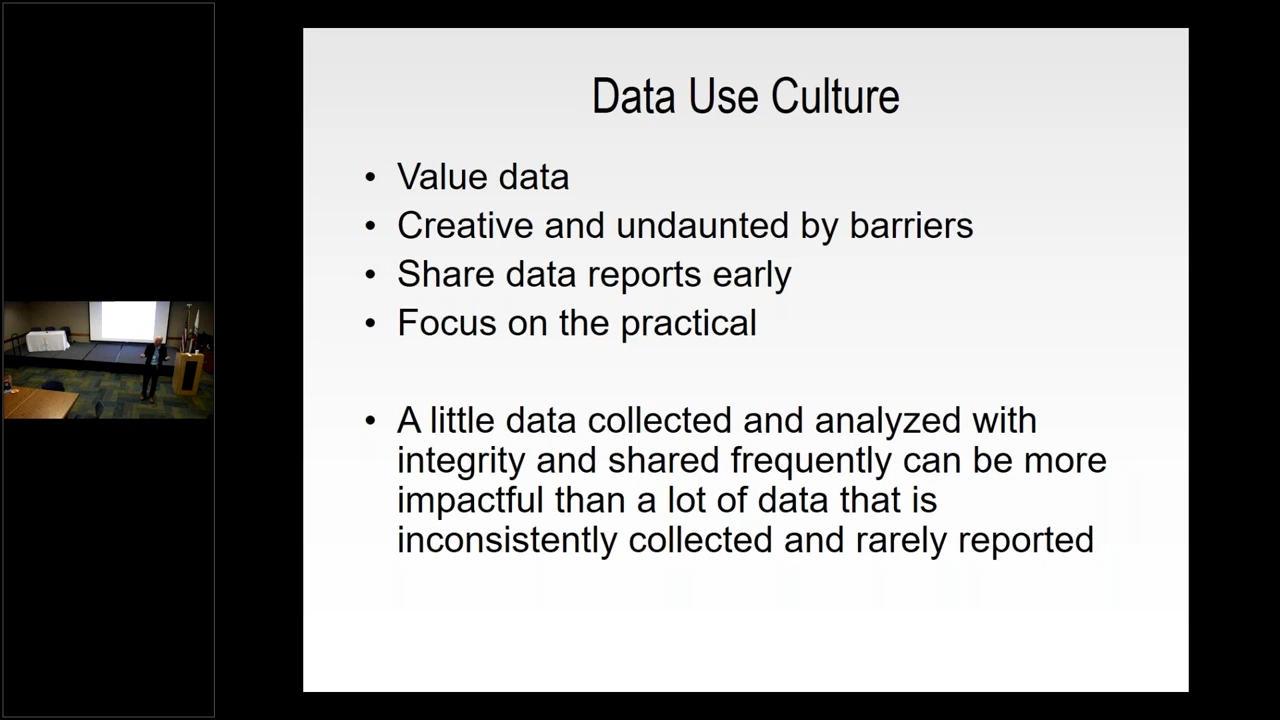 Data Use Culture
• Value data
• Creative and undaunted by barriers
• Share data reports early
• Focus on the practical
• A little data collected and analyzed with
integrity and shared frequently can be more
impactful than a lot of data that is
inconsistently collected and rarely reported